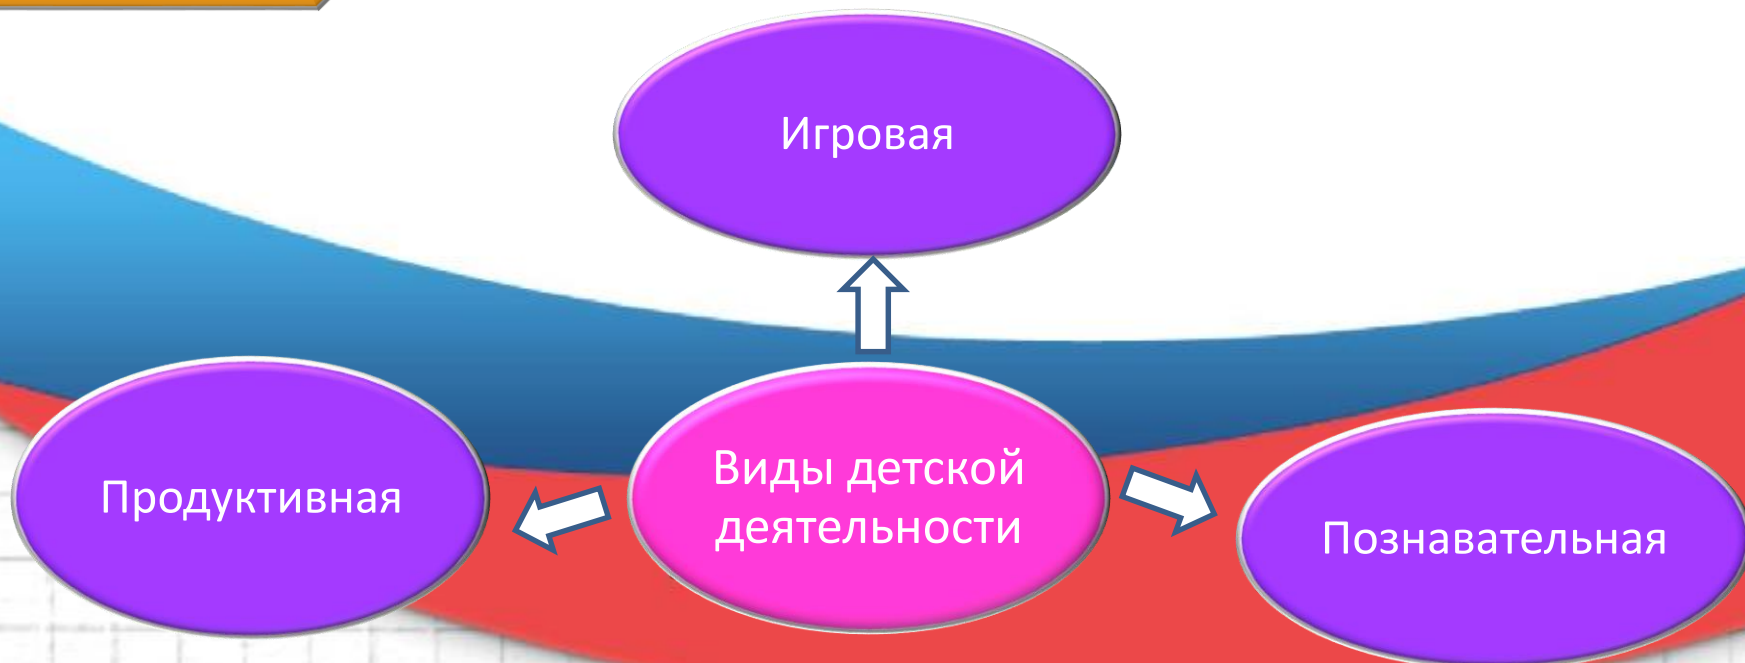 Игровая
Продуктивная
Виды детской
деятельности
Познавательная